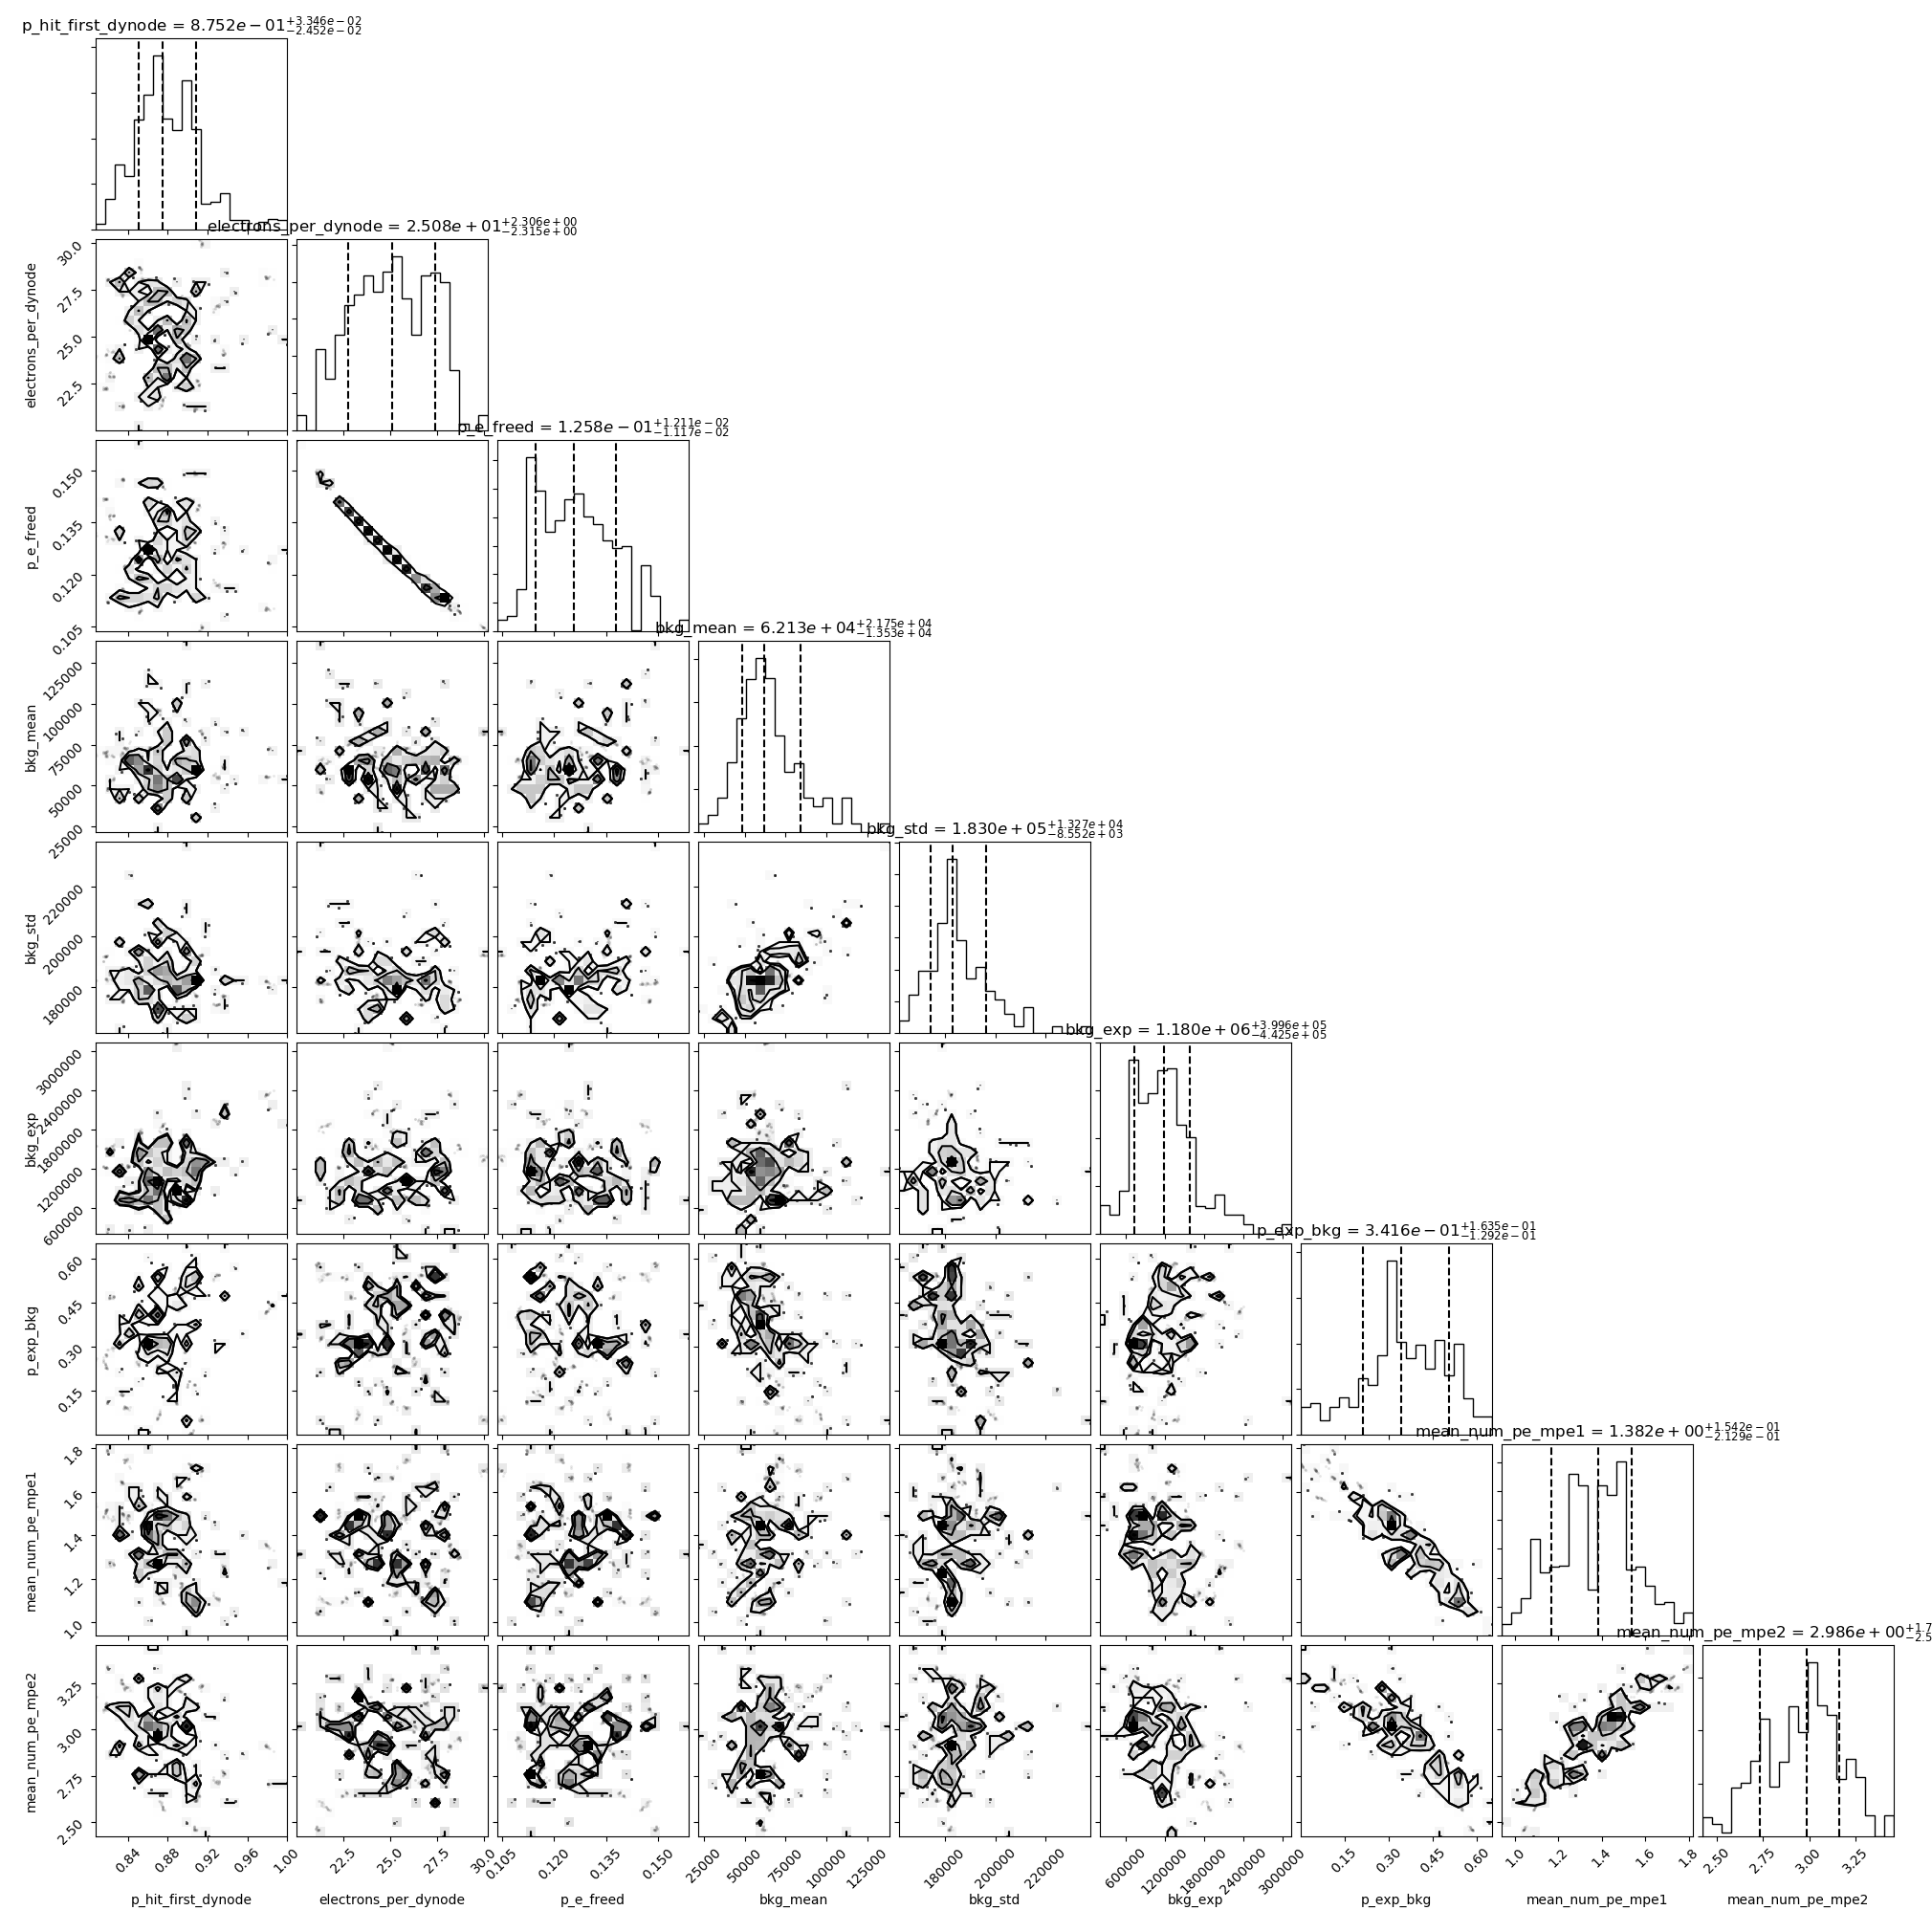 p_hit_first_dynode = 8.752e−01 +3.346e−02 −2.452e−02
electrons_per_dynode = 2.508e+01 +2.306e+00 −2.315e+00
electrons_per_dynode
30.0
27.5
25.0
22.5
p_e_freed = 1.258e−01 +1.211e−02 −1.117e−02
p_e_freed
0.150
0.135
0.120
0.105
bkg_mean = 6.213e+04 +2.175e+04 −1.353e+04
bkg_mean
125000
100000
75000
50000
25000
bkg_std = 1.830e+05 +1.327e+04 −8.552e+03
bkg_std
220000
200000
180000
bkg_exp = 1.180e+06 +3.996e+05 −4.425e+05
bkg_exp
3000000
2400000
1800000
1200000
600000
p_exp_bkg = 3.416e−01 +1.635e−01 −1.292e−01
p_exp_bkg
0.60
0.45
0.30
0.15
mean_num_pe_mpe1 = 1.382e+00 +1.542e−01 −2.129e−01
mean_num_pe_mpe1
1.8
1.6
1.4
1.2
1.0
mean_num_pe_mpe2 = 2.986e+00 +1.7 −2.5
mean_num_pe_mpe2
3.25
3.00
2.75
2.50
0.84 0.88 0.92 0.96 1.00 22.5 25.0 27.5 30.0 0.105 0.120 0.135 0.150 25000 50000 75000 100000 125000 180000 200000 220000 600000 1200000 1800000 2400000 3000000 0.15 0.30 0.45 0.60 1.0 1.2 1.4 1.6 1.8 2.50 2.75 3.00 3.25
p_hit_first_dynode electrons_per_dynode p_e_freed bkg_mean bkg_std bkg_exp p_exp_bkg mean_num_pe_mpe1 mean_num_pe_mpe2